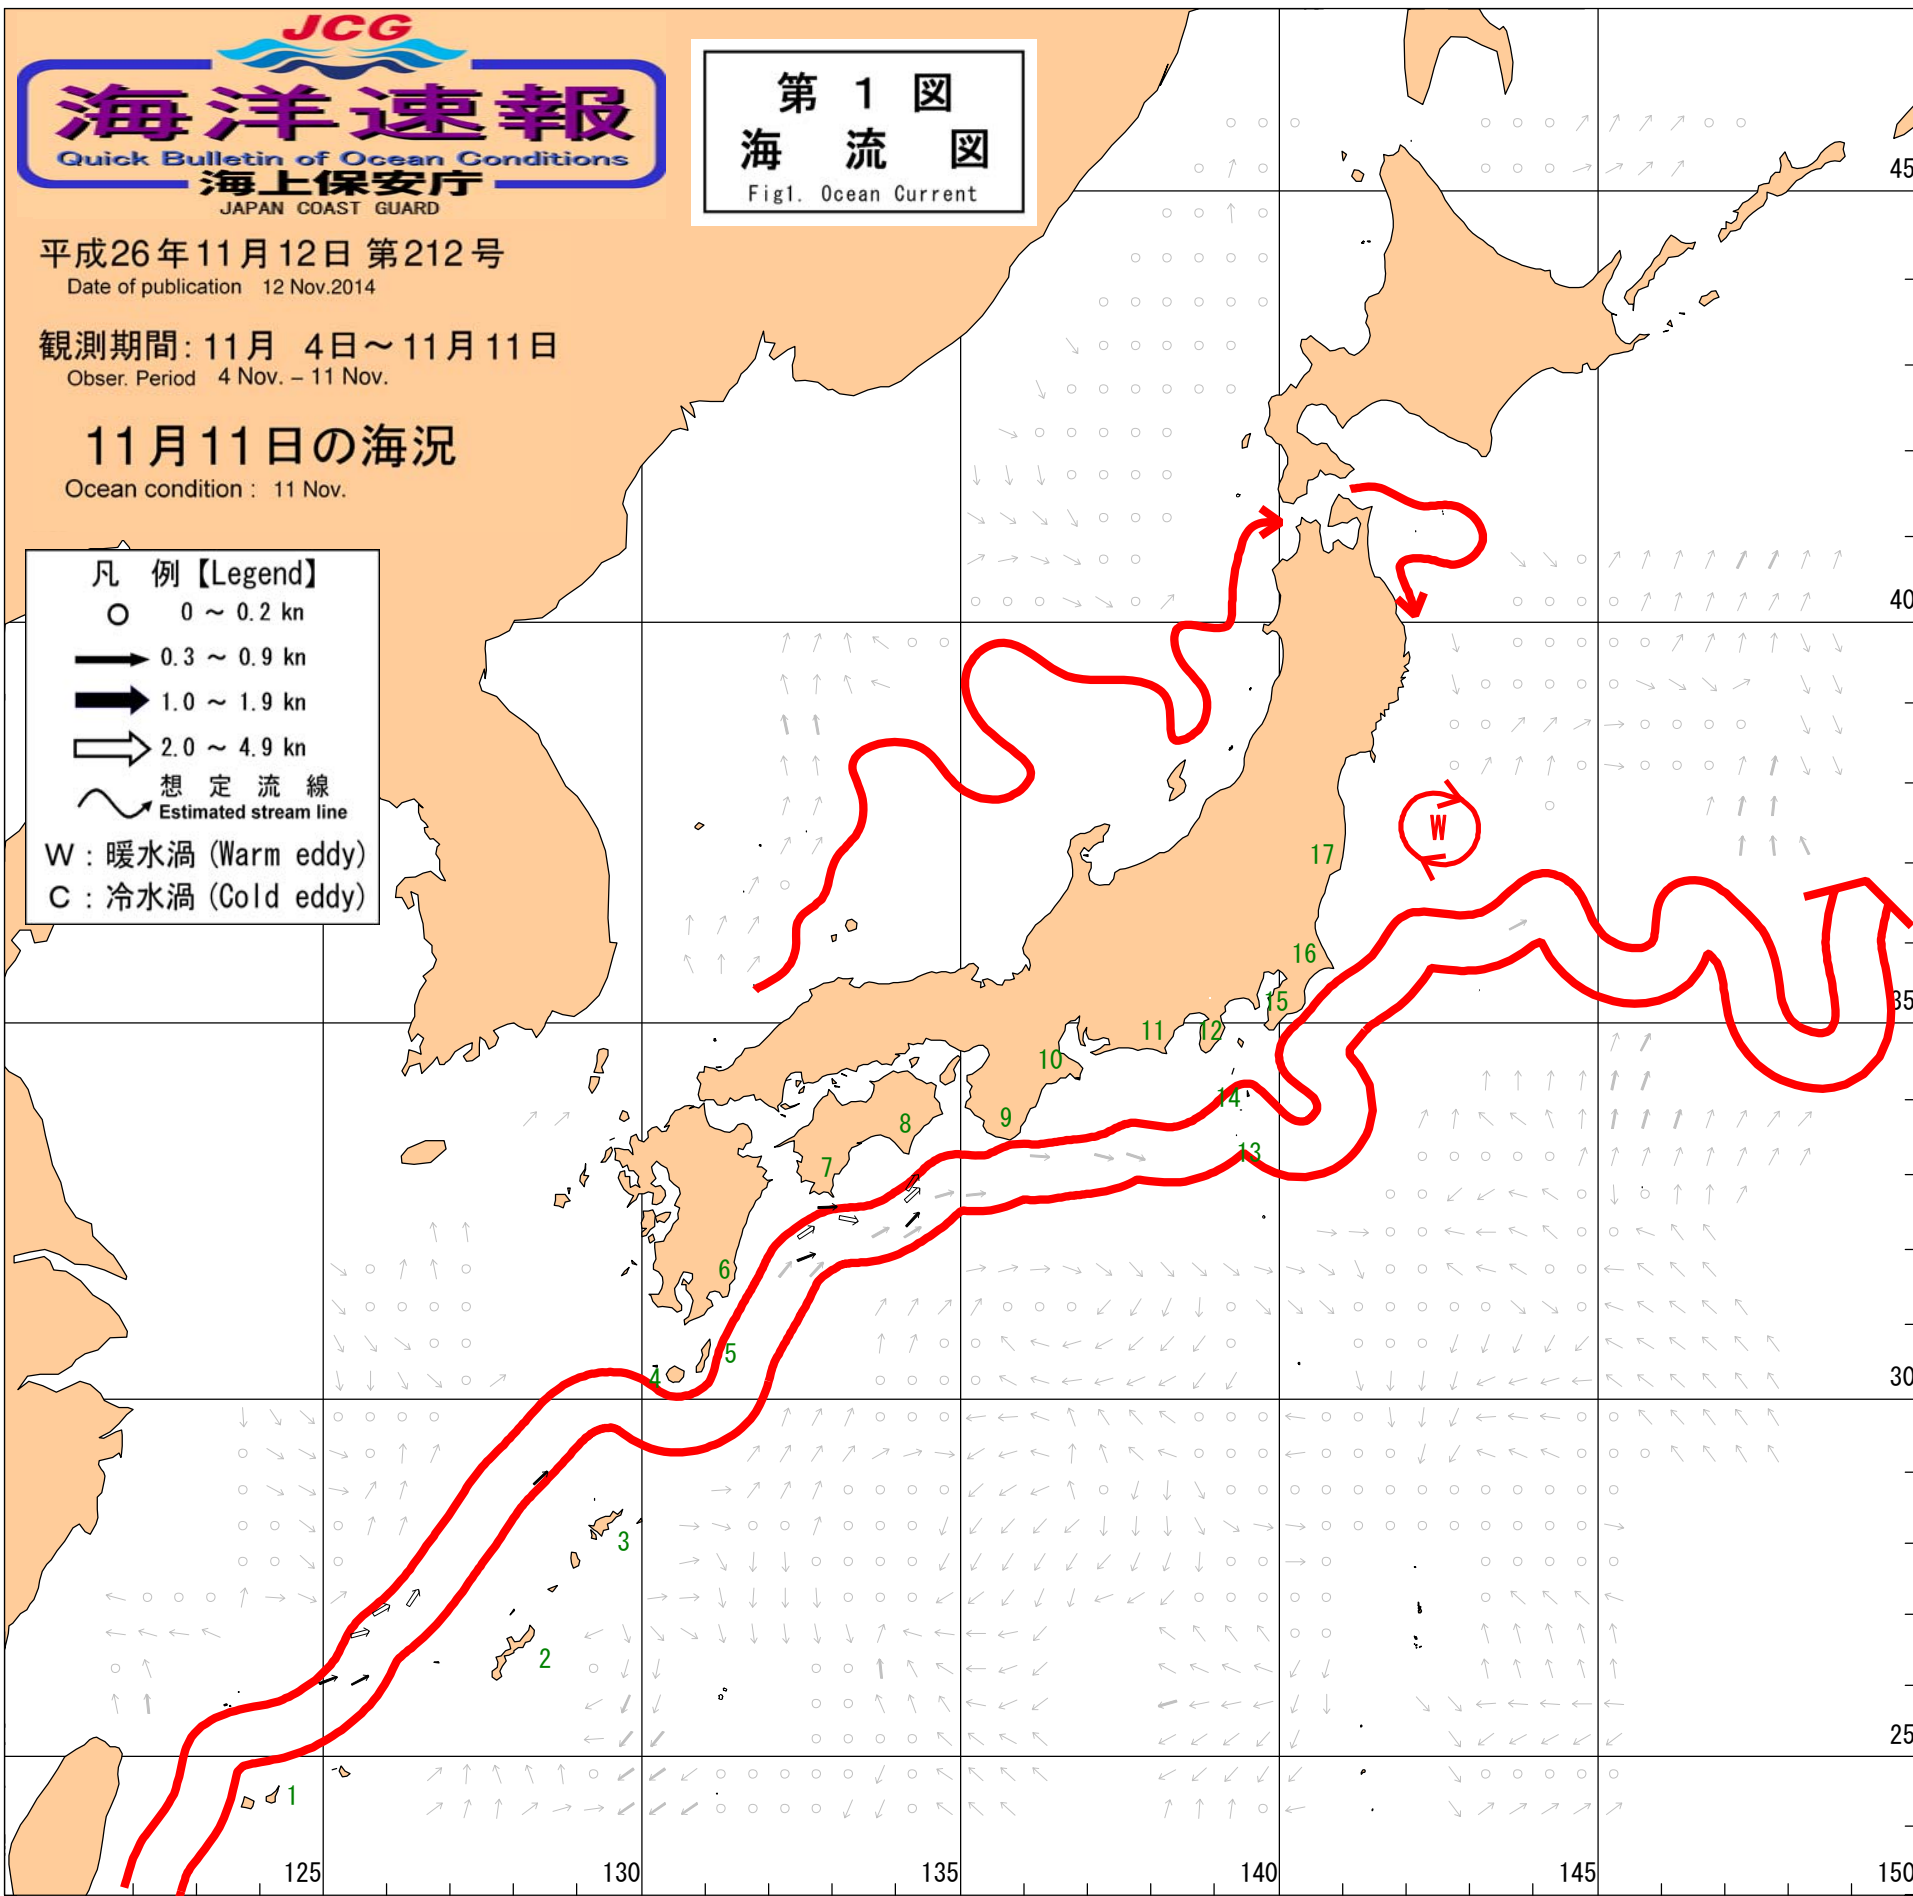 JCG
海洋速報
Quick Bulletin of Ocean Conditions
海上保安庁
JAPAN COAST GUARD
第 1 図
海 流 図
Fig1. Ocean Current
平成26年11月12日 第212号
Date of publication 12 Nov.2014
観測期間: 11月 4日～11月11日
Obser. Period 4 Nov. – 11 Nov.
11月11日の海況
Ocean condition : 11 Nov.
凡 例【Legend】
0 ～ 0.2 kn
0.3 ～ 0.9 kn
1.0 ～ 1.9 kn
2.0 ～ 4.9 kn
想 定 流 線
Estimated stream line
W : 暖水渦 (Warm eddy)
C : 冷水渦 (Cold eddy)
45
40
W
17
16
35
15
12
11
10
14
9
8
13
7
6
5
4
30
3
2
25
1
125
130
135
140
145
150